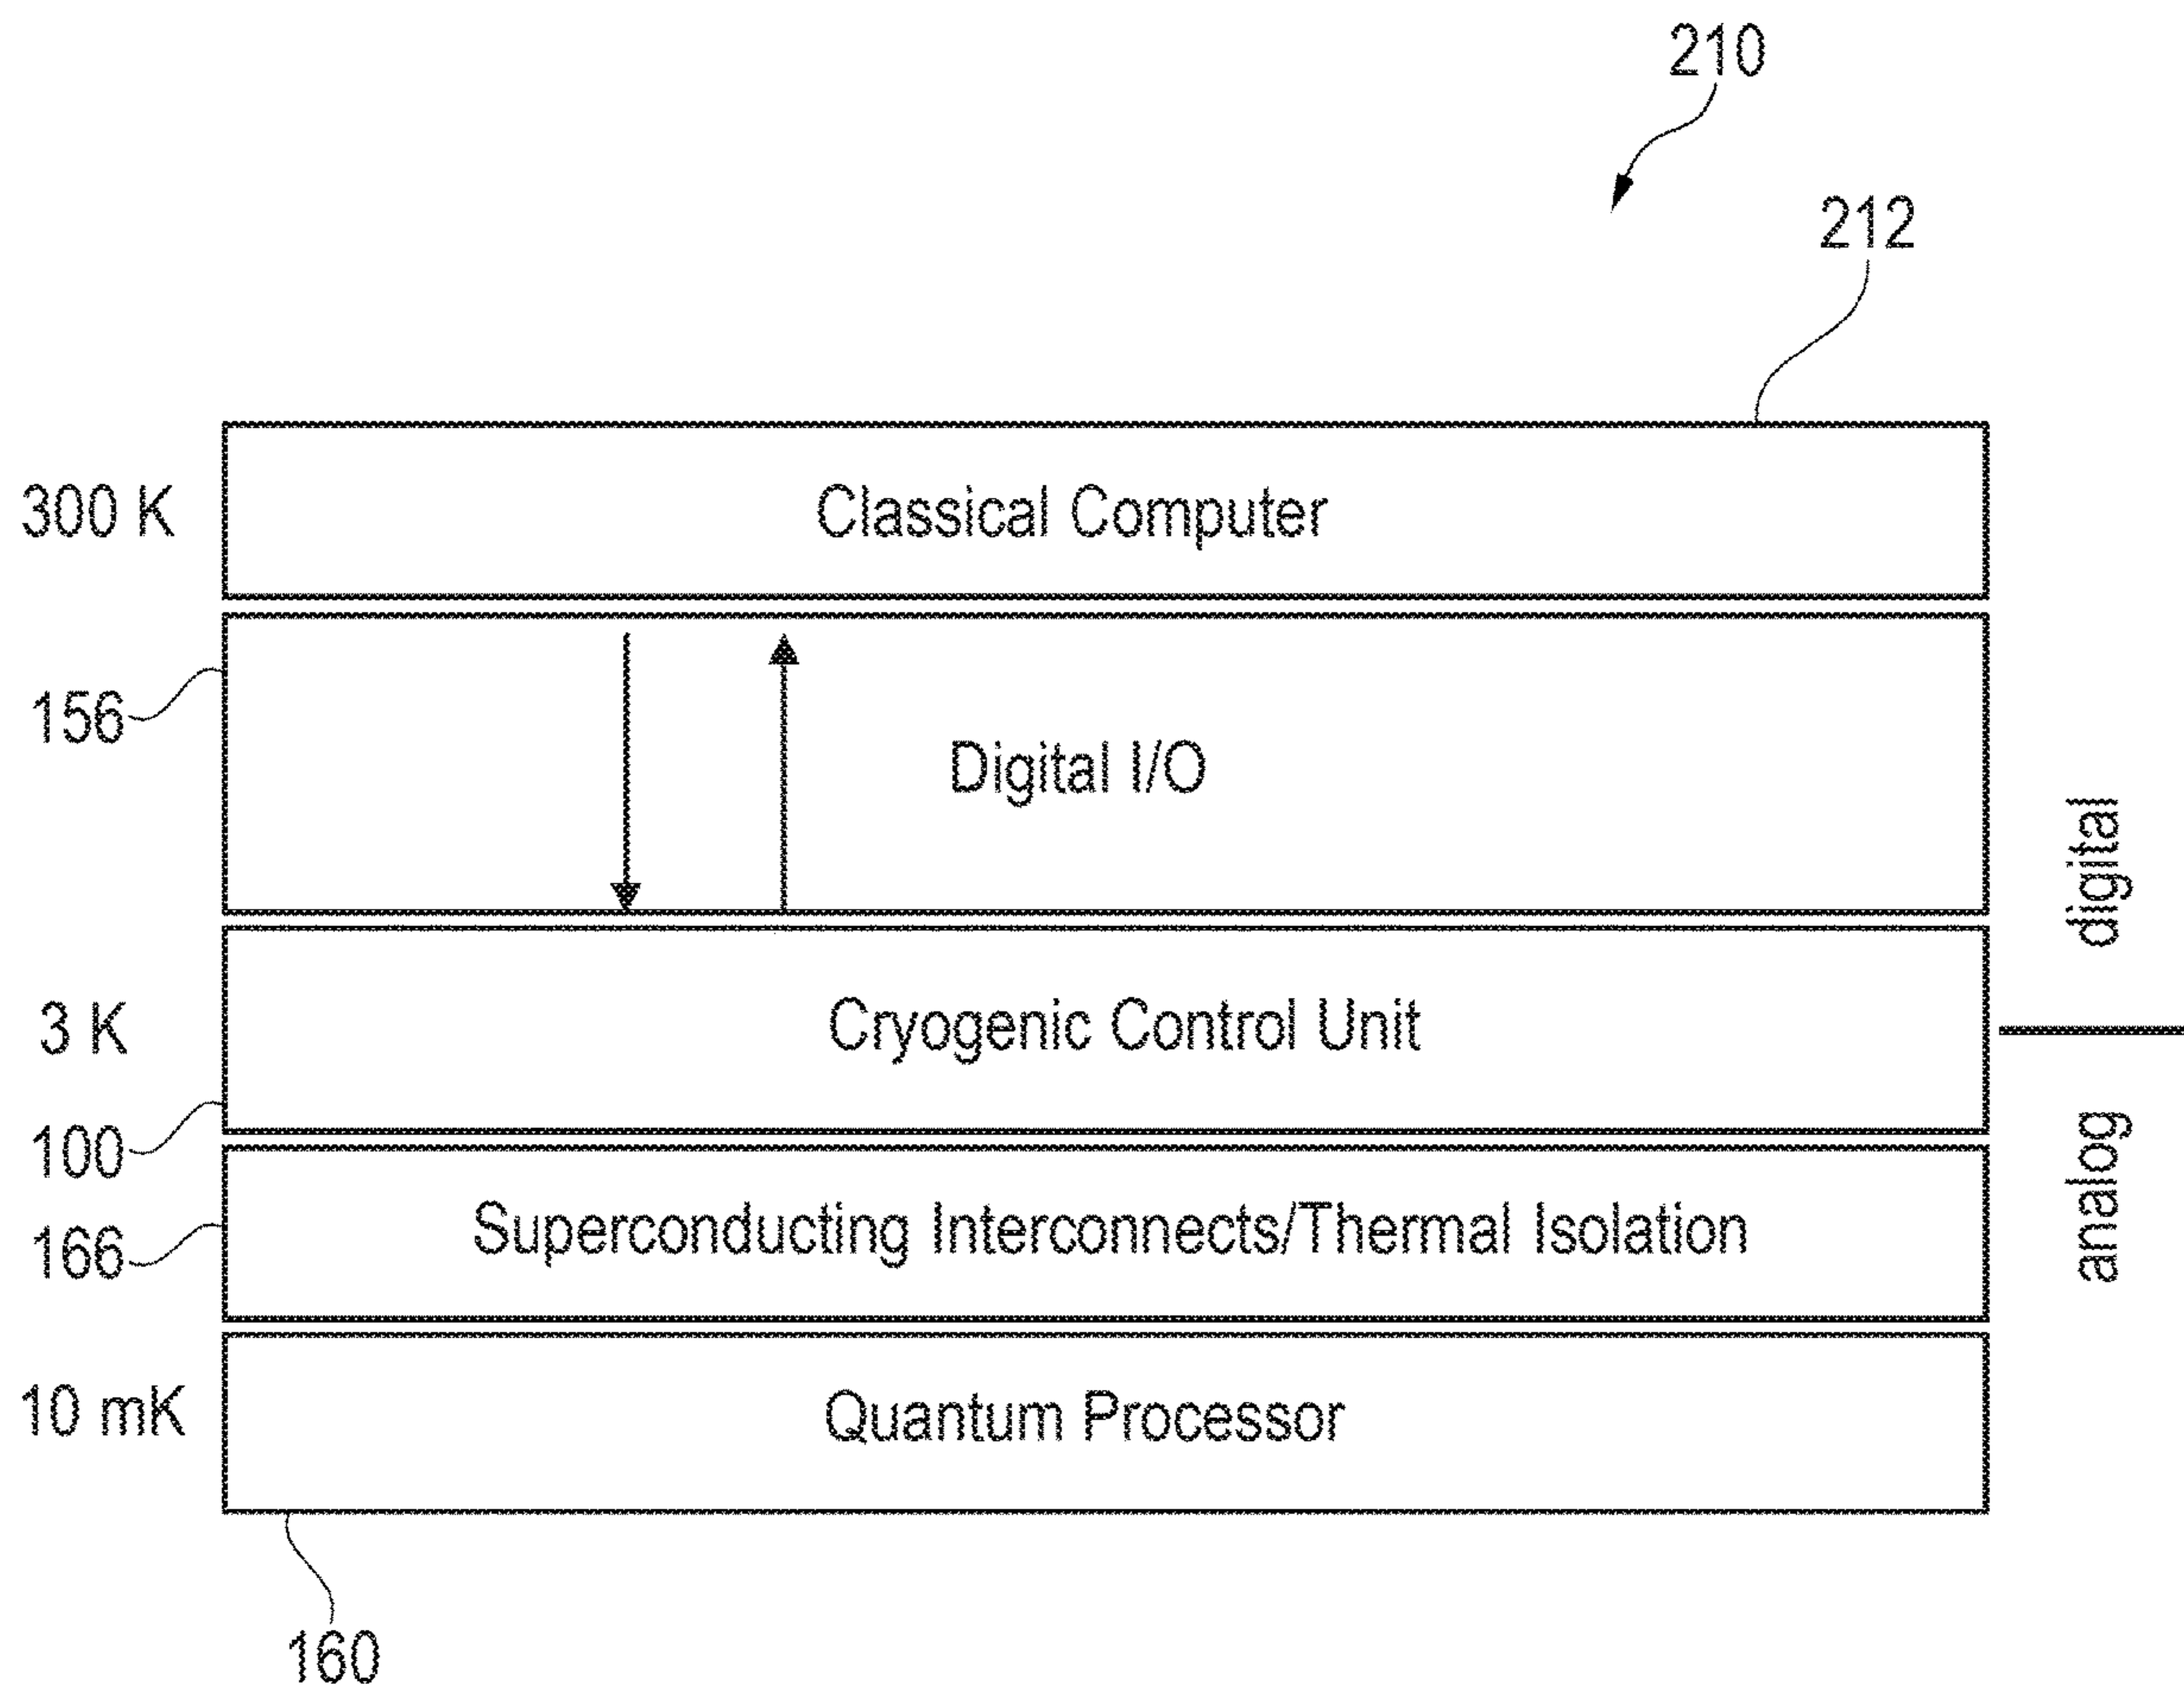 210
212
300 K
Classical Computer
156
Digital I/O
digital
3 K
Cryogenic Control Unit
100
analog
166
Superconducting Interconnects/Thermal Isolation
10 mK
Quantum Processor
160